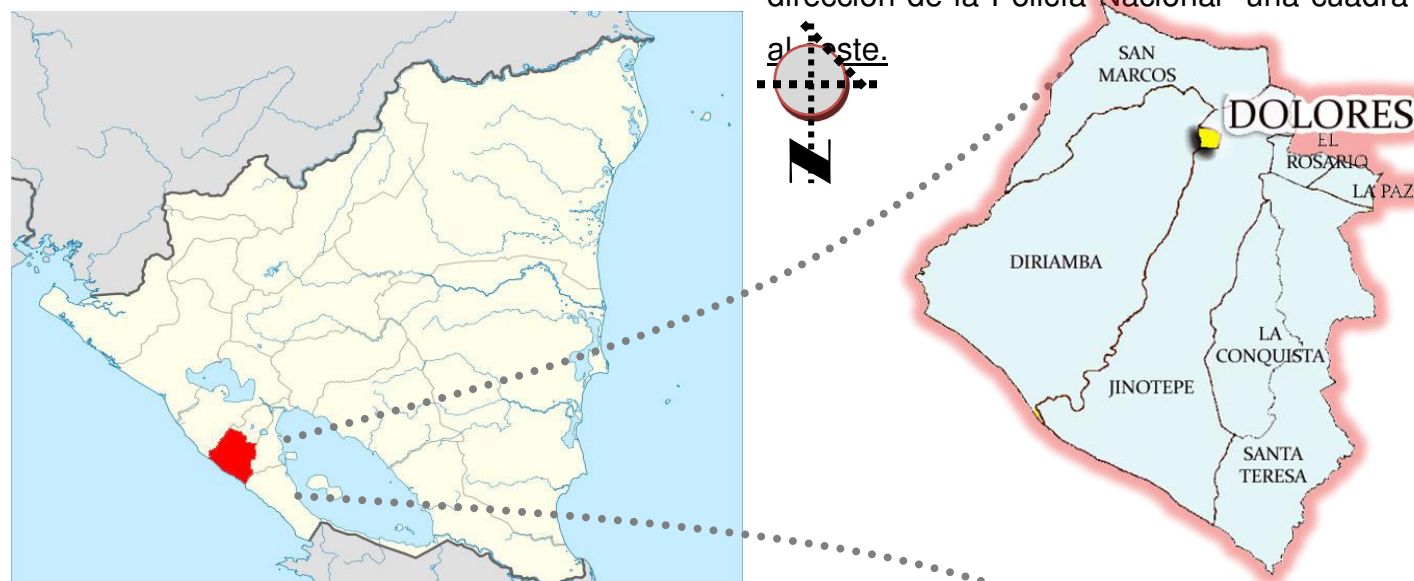 dirección de la Policía Nacional una cuadra
al este.
N
SAN
MARCOS
DOLORES
EL
ROSARIO
LA PAZ
DIRIAMBA
LA
CONQUISTA
JINOTEPE
SANTA
TERESA